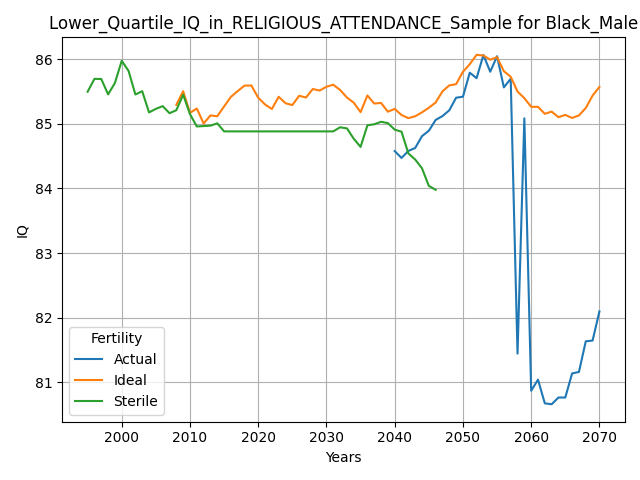 Lower_Quartile_IQ_in_RELIGIOUS_ATTENDANCE_Sample for Black_Male
86
85
84
83
82
81
IQ
Fertility
Actual
Ideal
Sterile
2000 2010 2020 2030 2040 2050 2060 2070
Years